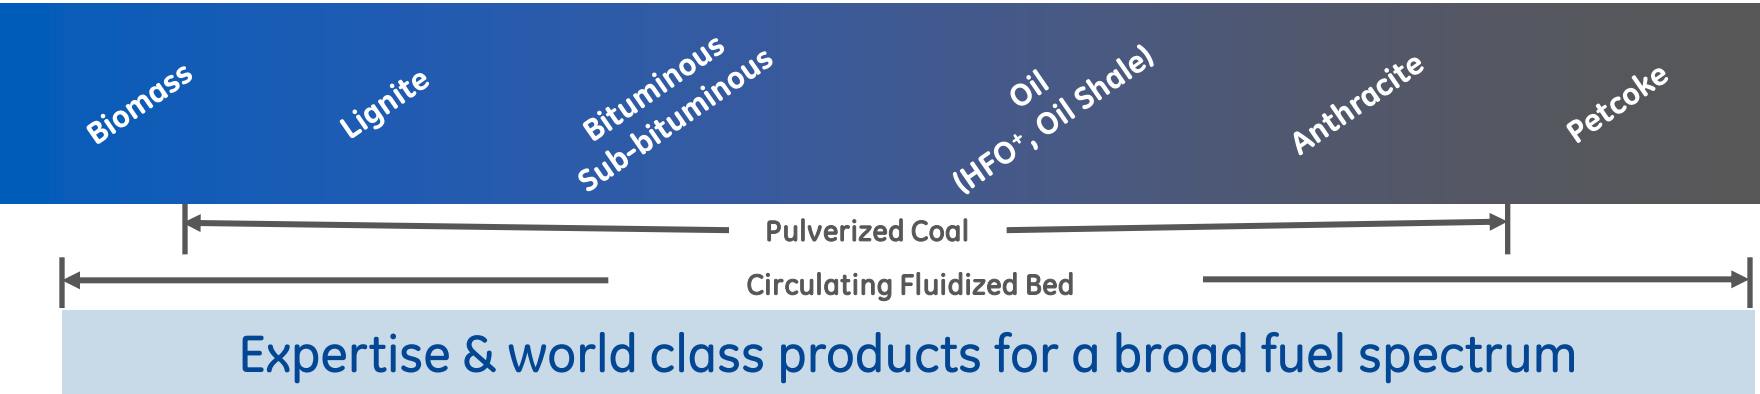 Biomass
Lignite
Bituminous
Sub-bituminous
Oil
(HFO⁺, Oil Shale)
Anthracite
Petcoke
Pulverized Coal
Circulating Fluidized Bed
Expertise & world class products for a broad fuel spectrum